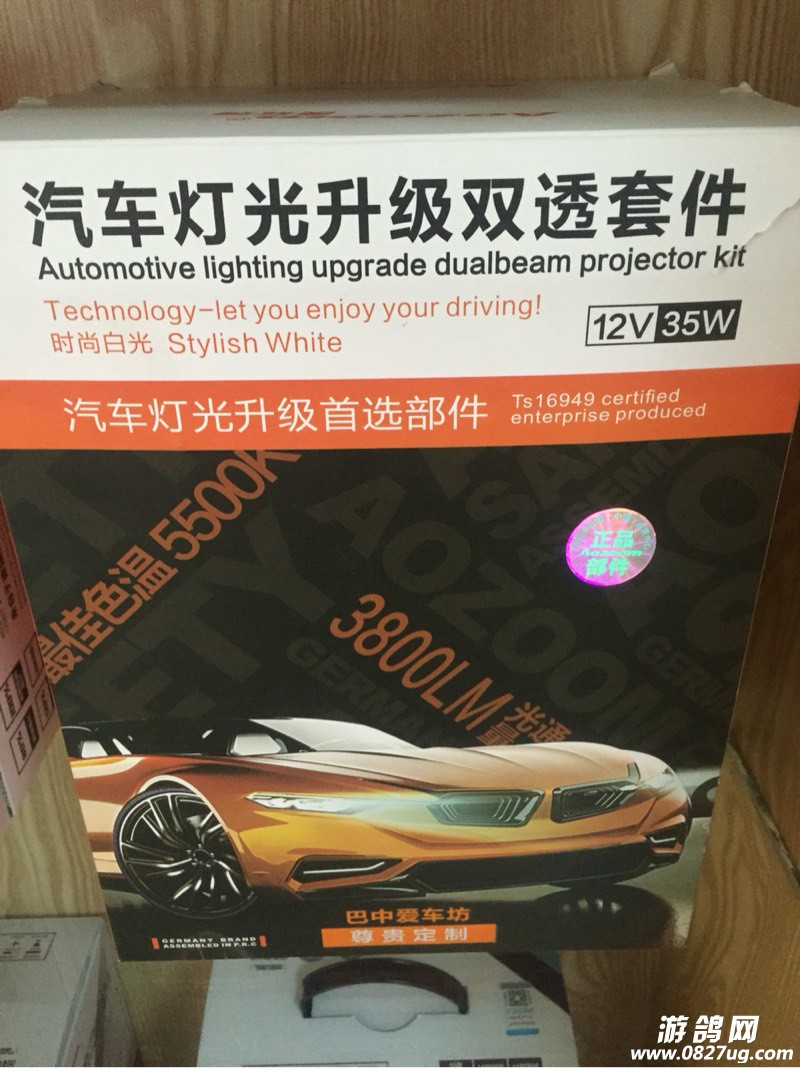 Aozoom
汽车灯光升级双透套件
Automotive lighting upgrade dualbeam projector kit
Technology-let you enjoy your driving!
时尚白光 Stylish White
12V 35W
汽车灯光升级首选部件
Ts16949 certified
enterprise produced
最佳色温 5500K
AOZOOM
GERMAN
正品
Aozoom
部件
3800LM 光通量
巴中爱车坊
尊贵定制
GERMANY BRAND
ASSEMBLED IN P.R.C
游鸽网
www.0827ug.com